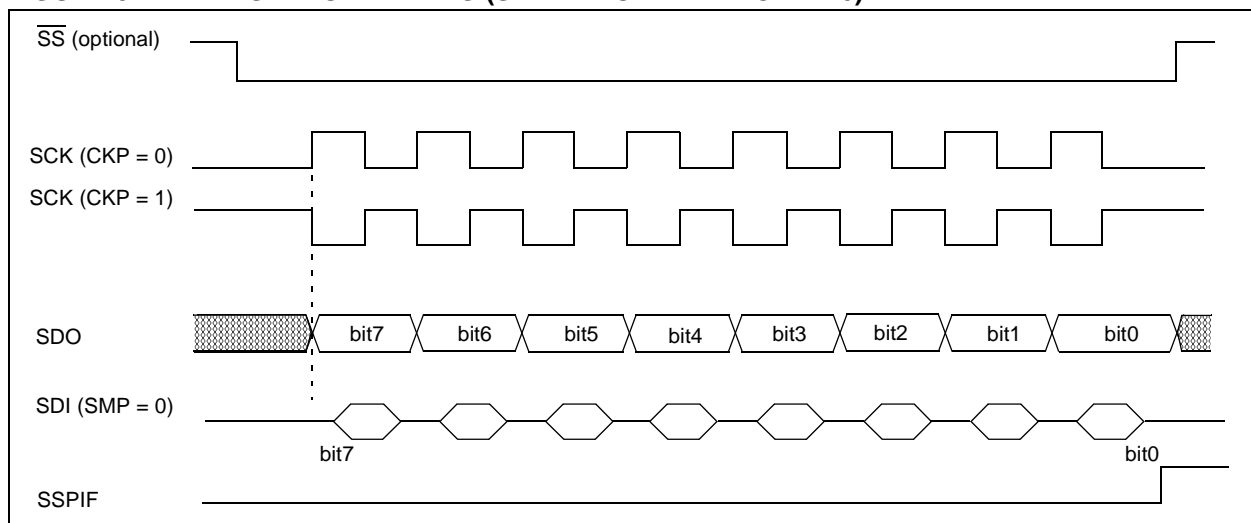 SS (optional)
SCK (CKP = 0)
SCK (CKP = 1)
SDO
bit7 bit6 bit5 bit4 bit3 bit2 bit1 bit0
SDI (SMP = 0)
bit7 bit0
SSPIF